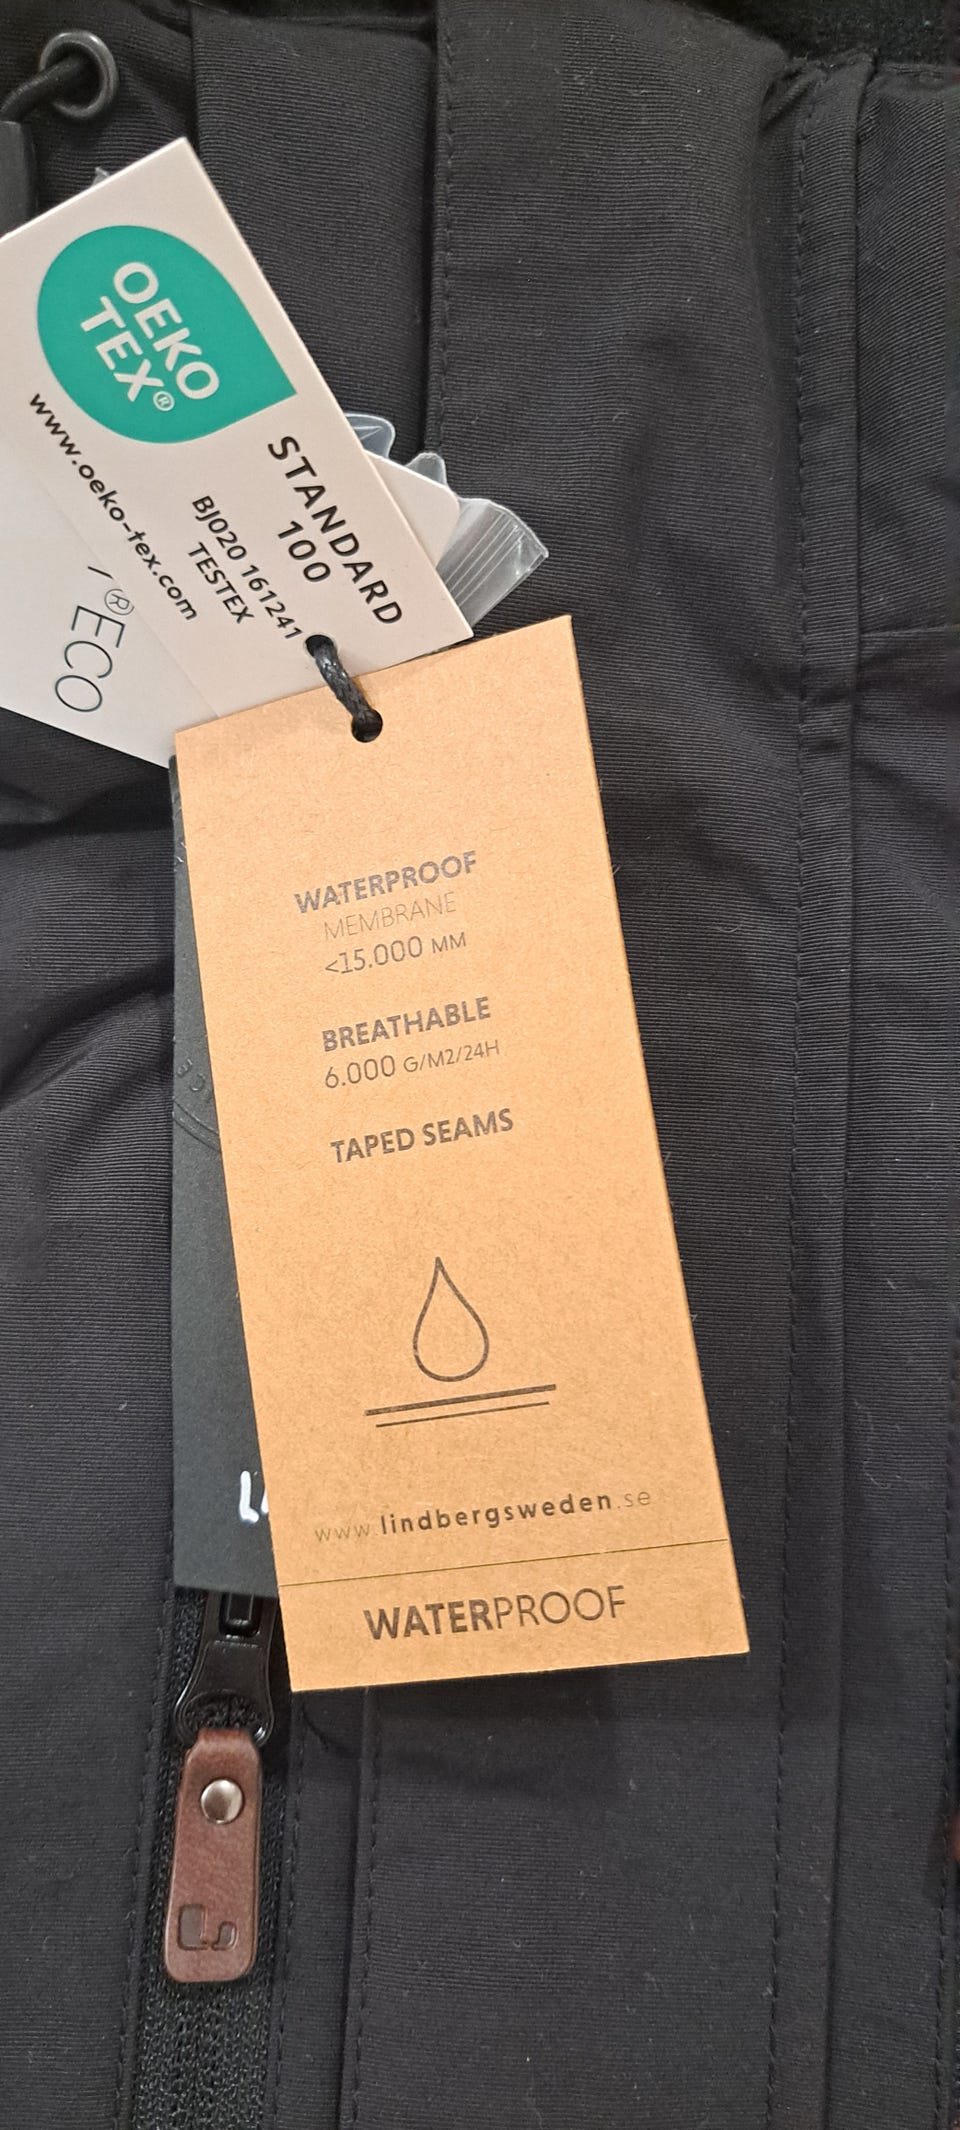 OEKO
TEX®
www.oeko-tex.com
STANDARD
100
BJ020 161241
TESTEX
®ECO
WATERPROOF
MEMBRANE
<15.000 MM
BREATHABLE
6.000 G/M2/24H
TAPED SEAMS
www.lindbergsweden.se
WATERPROOF